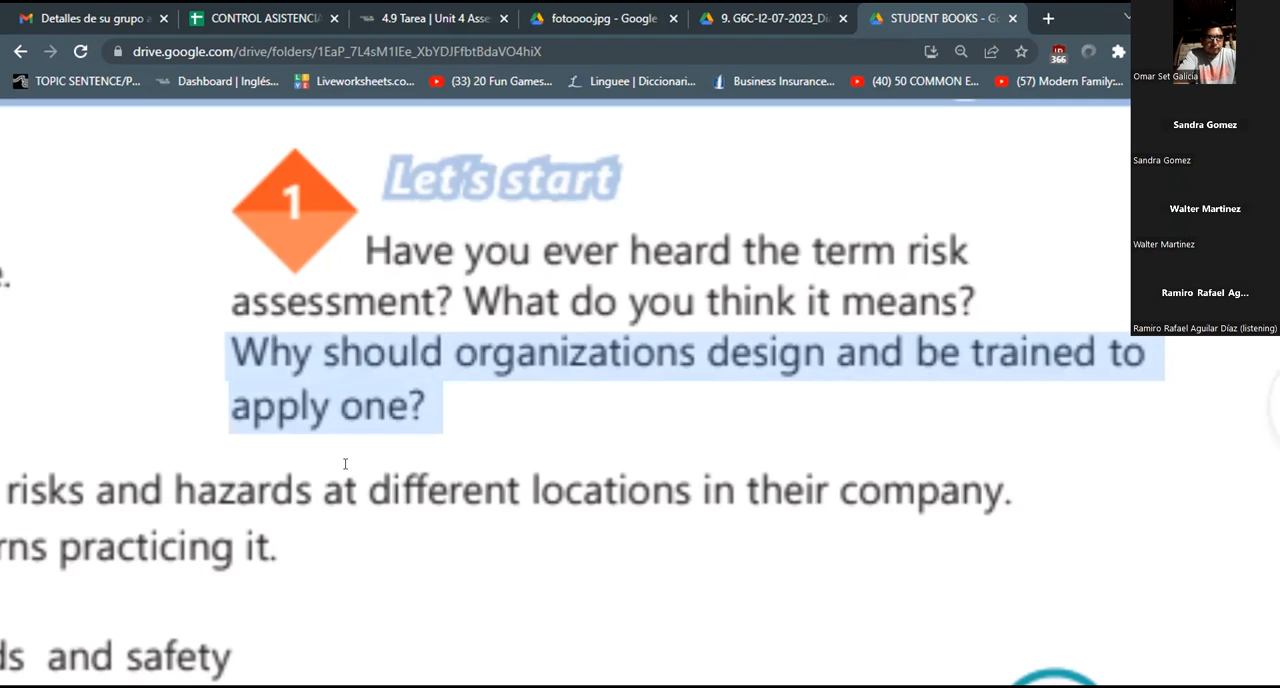 Detalles de su grupo a
CONTROL ASISTENCIA
4.9 Tarea | Unit 4 Asse
fotoooo.jpg - Google
9. G6C-I2-07-2023_Di
STUDENT BOOKS - Go
drive.google.com/drive/folders/1EaP_7L4sM1IEe_XbYDJFfbtBdaVO4hiX
366
TOPIC SENTENCE/P...
Dashboard | Inglés...
Liveworksheets.co...
(33) 20 Fun Games...
Linguee | Diccionari...
Business Insurance...
(40) 50 COMMON E...
(57) Modern Family:...
Omar Set Galicia
Sandra Gomez
Sandra Gomez
Walter Martinez
Walter Martinez
Ramiro Rafael Ag...
Ramiro Rafael Aguilar Díaz (listening)
1
Let's start
Have you ever heard the term risk
e.
assessment? What do you think it means?
Why should organizations design and be trained to
apply one?
risks and hazards at different locations in their company.
rns practicing it.
ds and safety